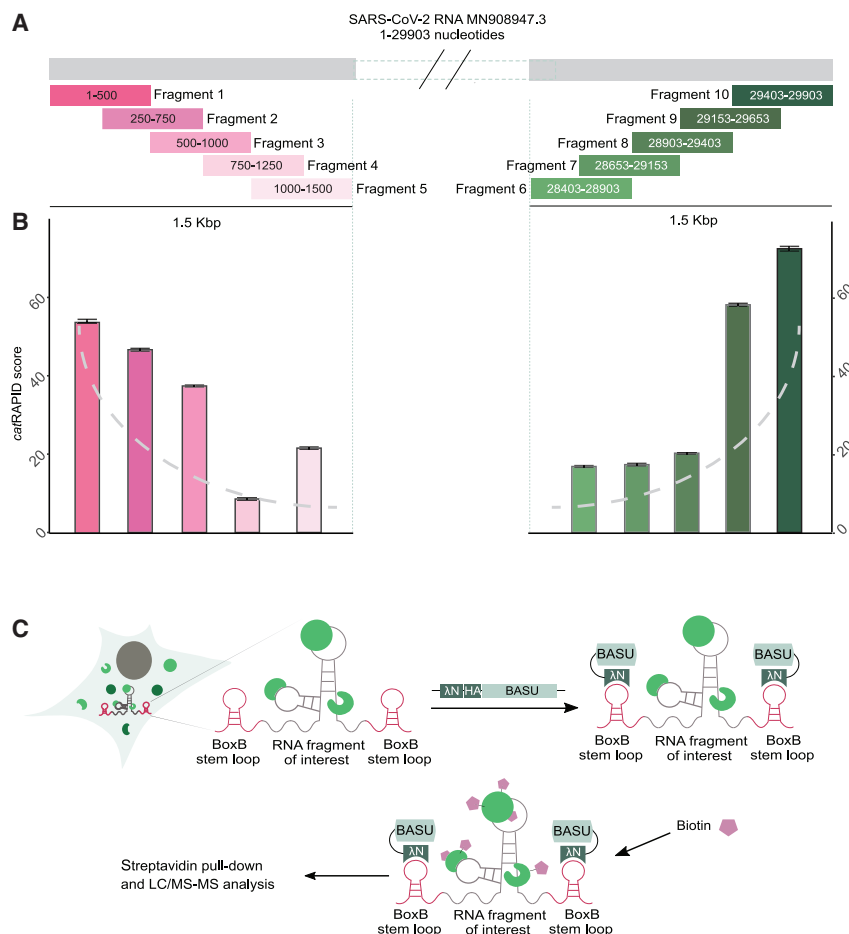 A
SARS-CoV-2 RNA MN908947.3
1-29903 nucleotides
1-500 Fragment 1
250-750 Fragment 2
500-1000 Fragment 3
750-1250 Fragment 4
1000-1500 Fragment 5
Fragment 10 29403-29903
Fragment 9 29153-29653
Fragment 8 28903-29403
Fragment 7 28653-29153
Fragment 6 28403-28903
B
1.5 Kbp
1.5 Kbp
catRAPID score
60
40
20
0
60
40
20
0
C
BoxB
stem loop
RNA fragment
of interest
BoxB
stem loop
λN HA BASU
BASU
λN
BASU
λN
BoxB
stem loop
RNA fragment
of interest
BoxB
stem loop
Biotin
BASU
λN
BASU
λN
BoxB
stem loop
RNA fragment
of interest
BoxB
stem loop
Streptavidin pull-down
and LC/MS-MS analysis